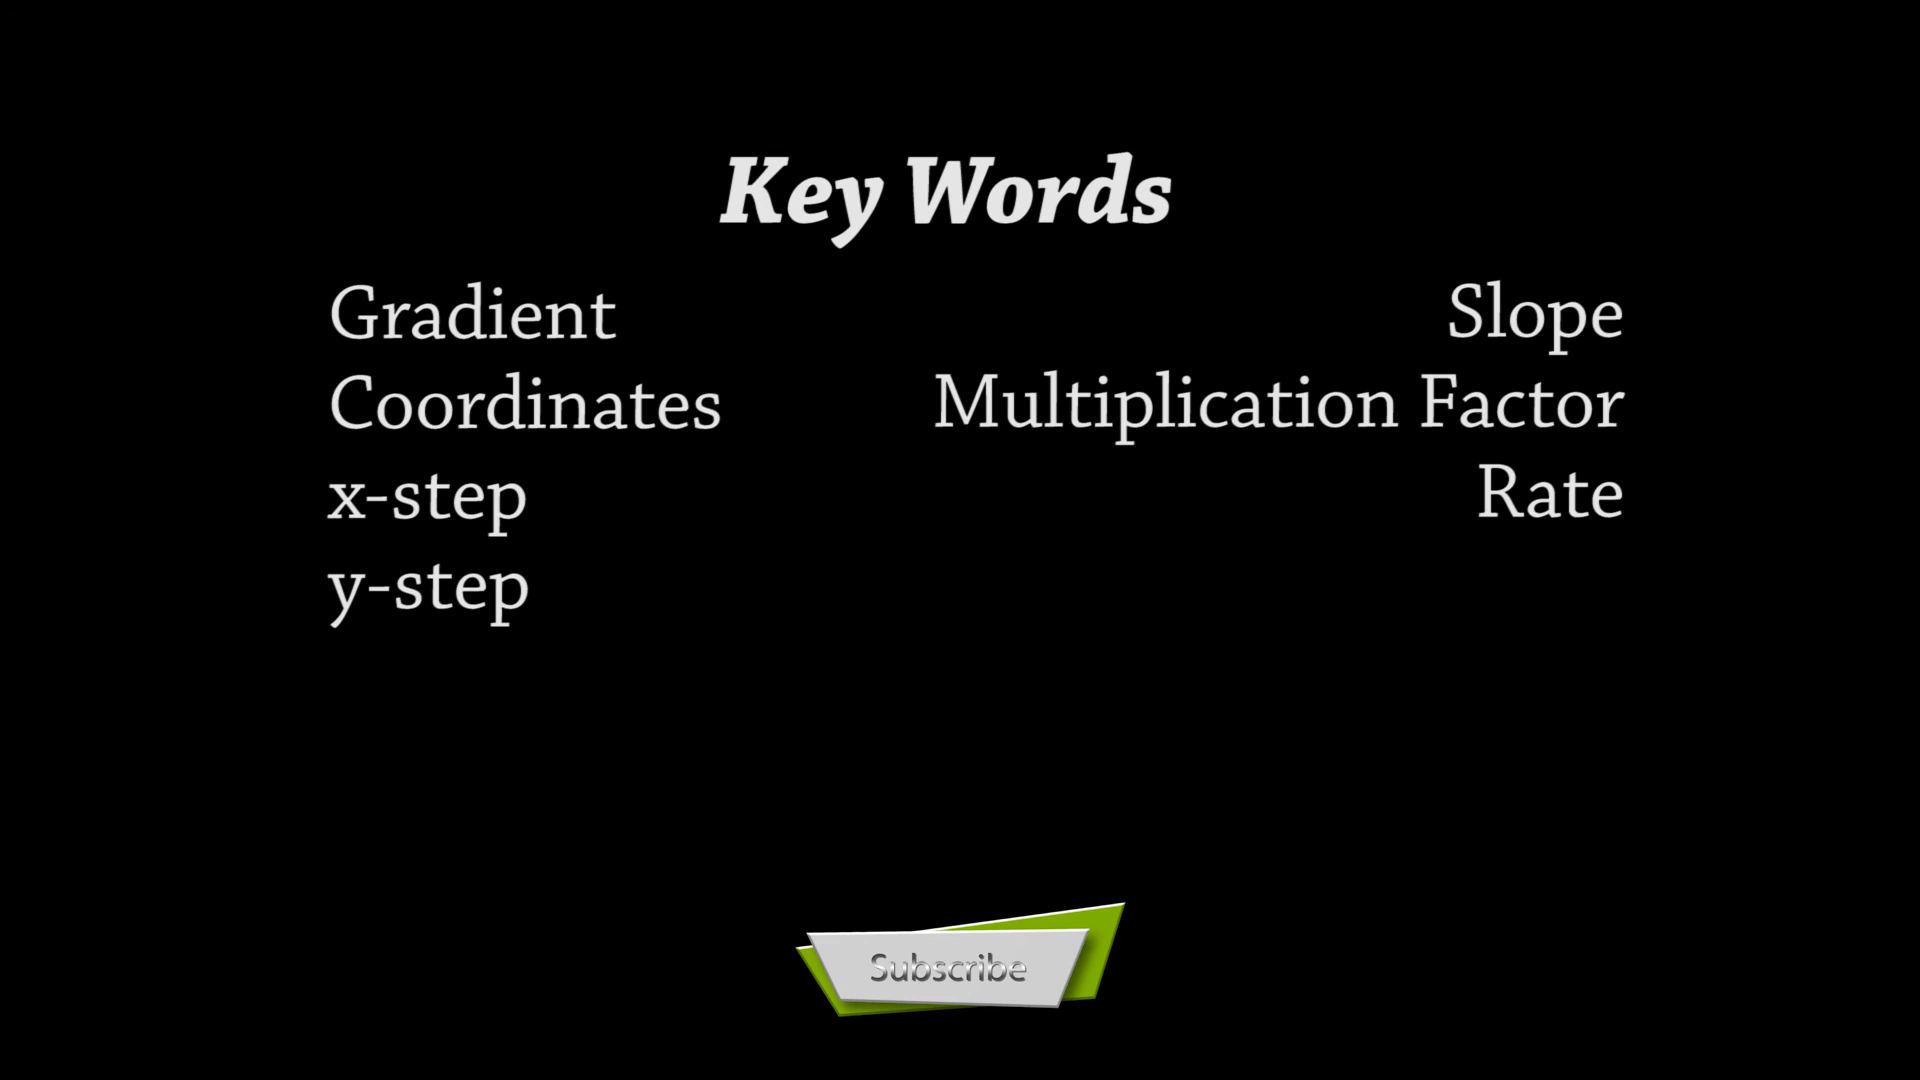 Key Words
Gradient
Coordinates
x-step
y-step
Slope
Multiplication Factor
Rate
Subscribe